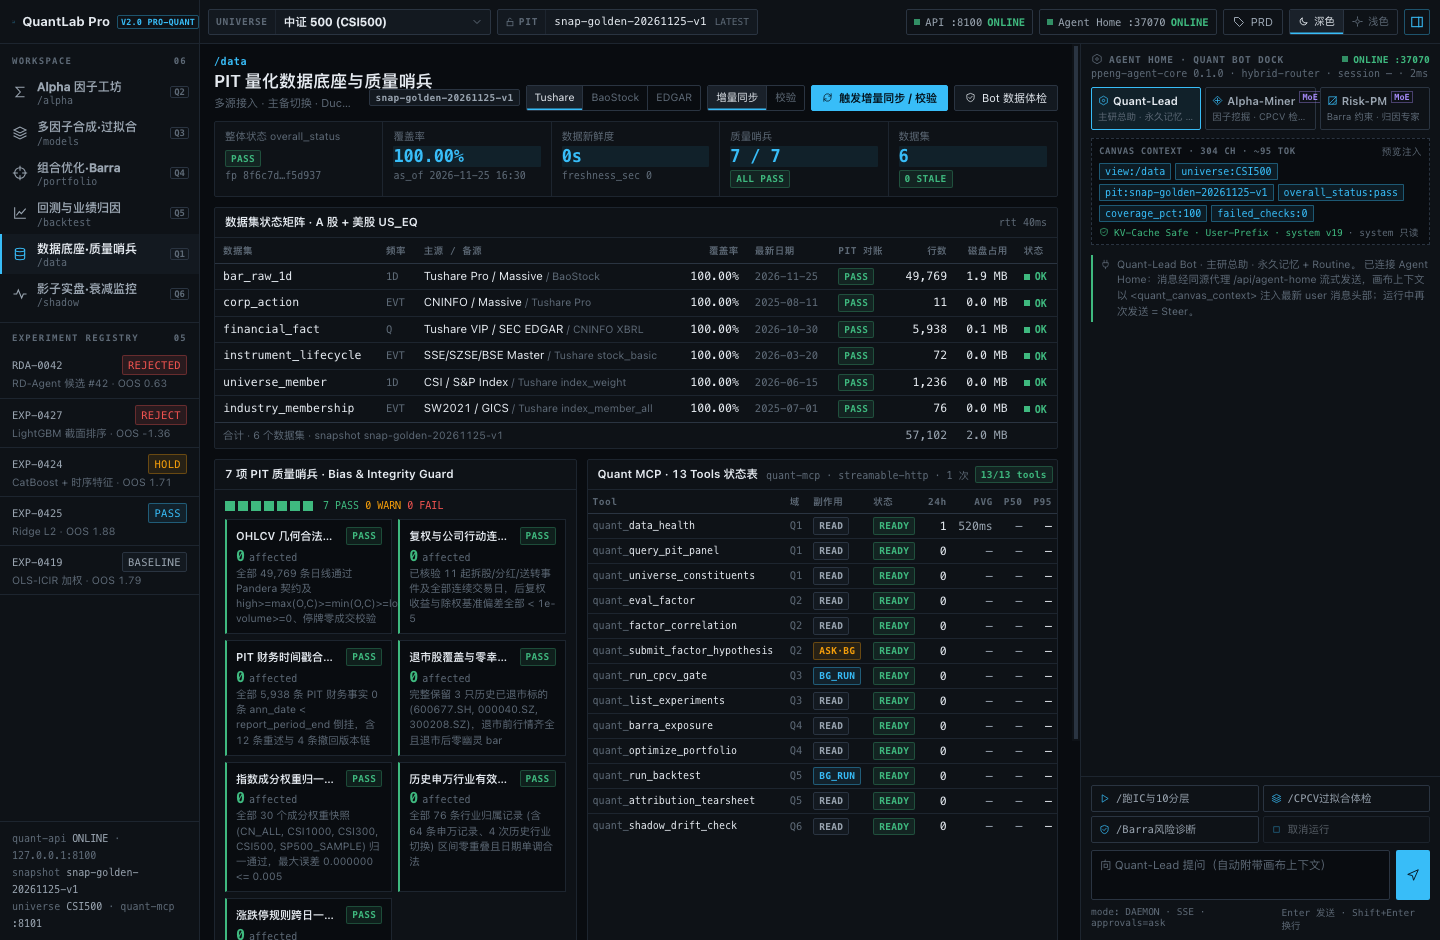 QuantLab Pro V2.0 PRO-QUANT
UNIVERSE 中证 500 (CSI500)
PIT snap-golden-20261125-v1 LATEST
API :8100 ONLINE
Agent Home :37070 ONLINE
PRD
深色
浅色
WORKSPACE 06
Alpha 因子工坊 Q2
/alpha
多因子合成·过拟合 Q3
/models
组合优化·Barra Q4
/portfolio
回测与业绩归因 Q5
/backtest
数据底座·质量哨兵 Q1
/data
影子实盘·衰减监控 Q6
/shadow
EXPERIMENT REGISTRY 05
RDA-0042 REJECTED
RD-Agent 候选 #42 · OOS 0.63
EXP-0427 REJECT
LightGBM 截面排序 · OOS -1.36
EXP-0424 HOLD
CatBoost + 时序特征 · OOS 1.71
EXP-0425 PASS
Ridge L2 · OOS 1.88
EXP-0419 BASELINE
OLS-ICIR 加权 · OOS 1.79
quant-api ONLINE ·
127.0.0.1:8100
snapshot snap-golden-
20261125-v1
universe CSI500 · quant-mcp
:8101
/data
PIT 量化数据底座与质量哨兵
多源接入 · 主备切换 · Duc...
snap-golden-20261125-v1
Tushare BaoStock EDGAR
增量同步 校验
触发增量同步 / 校验
Bot 数据体检
整体状态 overall_status
PASS
fp 8f6c7d…f5d937
覆盖率
100.00%
as_of 2026-11-25 16:30
数据新鲜度
0s
freshness_sec 0
质量哨兵
7 / 7
ALL PASS
数据集
6
0 STALE
数据集状态矩阵 · A 股 + 美股 US_EQ rtt 40ms
数据集 频率 主源 / 备源 覆盖率 最新日期 PIT 对账 行数 磁盘占用 状态
bar_raw_1d 1D Tushare Pro / Massive / BaoStock 100.00% 2026-11-25 PASS 49,769 1.9 MB OK
corp_action EVT CNINFO / Massive / Tushare Pro 100.00% 2025-08-11 PASS 11 0.0 MB OK
financial_fact Q Tushare VIP / SEC EDGAR / CNINFO XBRL 100.00% 2026-10-30 PASS 5,938 0.1 MB OK
instrument_lifecycle EVT SSE/SZSE/BSE Master / Tushare stock_basic 100.00% 2026-03-20 PASS 72 0.0 MB OK
universe_member 1D CSI / S&P Index / Tushare index_weight 100.00% 2026-06-15 PASS 1,236 0.0 MB OK
industry_membership EVT SW2021 / GICS / Tushare index_member_all 100.00% 2025-07-01 PASS 76 0.0 MB OK
合计 · 6 个数据集 · snapshot snap-golden-20261125-v1 57,102 2.0 MB
7 项 PIT 质量哨兵 · Bias & Integrity Guard
7 PASS 0 WARN 0 FAIL
OHLCV 几何合法... PASS
0 affected
全部 49,769 条日线通过
Pandera 契约及
high>=max(O,C)>=min(O,C)>=lo
volume>=0、停牌零成交校验
复权与公司行动连... PASS
0 affected
已核验 11 起拆股/分红/送转事
件及全部连续交易日，后复权
收益与除权基准偏差全部 < 1e-
5
PIT 财务时间戳合... PASS
0 affected
全部 5,938 条 PIT 财务事实 0
条 ann_date <
report_period_end 倒挂，含
12 条重述与 4 条撤回版本链
退市股覆盖与零幸... PASS
0 affected
完整保留 3 只历史已退市标的
(600677.SH, 000040.SZ,
300208.SZ)，退市前行情齐全
且退市后零幽灵 bar
指数成分权重归一... PASS
0 affected
全部 30 个成分权重快照
(CN_ALL, CSI1000, CSI300,
CSI500, SP500_SAMPLE) 归
一通过，最大误差 0.000000
<= 0.005
历史申万行业有效... PASS
0 affected
全部 76 条行业归属记录 (含
64 条申万记录、4 次历史行业
切换) 区间零重叠且日期单调合
法
涨跌停规则跨日一... PASS
0 affected
Quant MCP · 13 Tools 状态表 quant-mcp · streamable-http · 1 次 13/13 tools
Tool 域 副作用 状态 24h AVG P50 P95
quant_data_health Q1 READ READY 1 520ms — —
quant_query_pit_panel Q1 READ READY 0 — — —
quant_universe_constituents Q1 READ READY 0 — — —
quant_eval_factor Q2 READ READY 0 — — —
quant_factor_correlation Q2 READ READY 0 — — —
quant_submit_factor_hypothesis Q2 ASK·BG READY 0 — — —
quant_run_cpcv_gate Q3 BG_RUN READY 0 — — —
quant_list_experiments Q3 READ READY 0 — — —
quant_barra_exposure Q4 READ READY 0 — — —
quant_optimize_portfolio Q4 READ READY 0 — — —
quant_run_backtest Q5 BG_RUN READY 0 — — —
quant_attribution_tearsheet Q5 READ READY 0 — — —
quant_shadow_drift_check Q6 READ READY 0 — — —
AGENT HOME · QUANT BOT DOCK ONLINE :37070
ppeng-agent-core 0.1.0 · hybrid-router · session — · 2ms
Quant-Lead
主研总助 · 永久记忆 ...
Alpha-Miner MoE
因子挖掘 · CPCV 检...
Risk-PM MoE
Barra 约束 · 归因专家
CANVAS CONTEXT · 304 CH · ~95 TOK 预览注入
view:/data universe:CSI500
pit:snap-golden-20261125-v1 overall_status:pass
coverage_pct:100 failed_checks:0
KV-Cache Safe · User-Prefix · system v19 · system 只读
Quant-Lead Bot · 主研总助 · 永久记忆 + Routine。 已连接 Agent
Home：消息经同源代理 /api/agent-home 流式发送，画布上下文
以 <quant_canvas_context> 注入最新 user 消息头部；运行中再
次发送 = Steer。
/跑IC与10分层
/CPCV过拟合体检
/Barra风险诊断
取消运行
向 Quant-Lead 提问（自动附带画布上下文）
mode: DAEMON · SSE ·
approvals=ask
Enter 发送 · Shift+Enter
换行